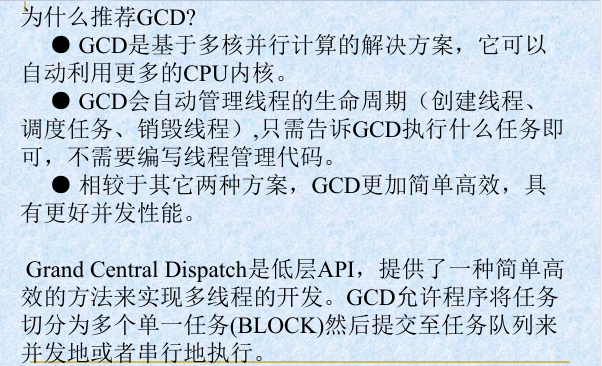 为什么推荐GCD?
● GCD是基于多核并行计算的解决方案，它可以
自动利用更多的CPU内核。
● GCD会自动管理线程的生命周期（创建线程、
调度任务、销毁线程）,只需告诉GCD执行什么任务即
可，不需要编写线程管理代码。
● 相较于其它两种方案，GCD更加简单高效，具
有更好并发性能。
Grand Central Dispatch是低层API，提供了一种简单高
效的方法来实现多线程的开发。GCD允许程序将任务
切分为多个单一任务(BLOCK)然后提交至任务队列来
并发地或者串行地执行。